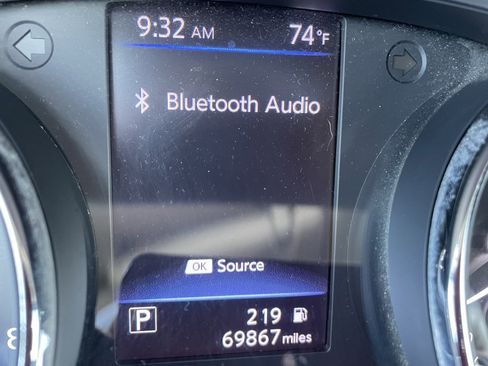 9:32 AM 74°F
Bluetooth Audio
OK Source
P 219
69867 miles